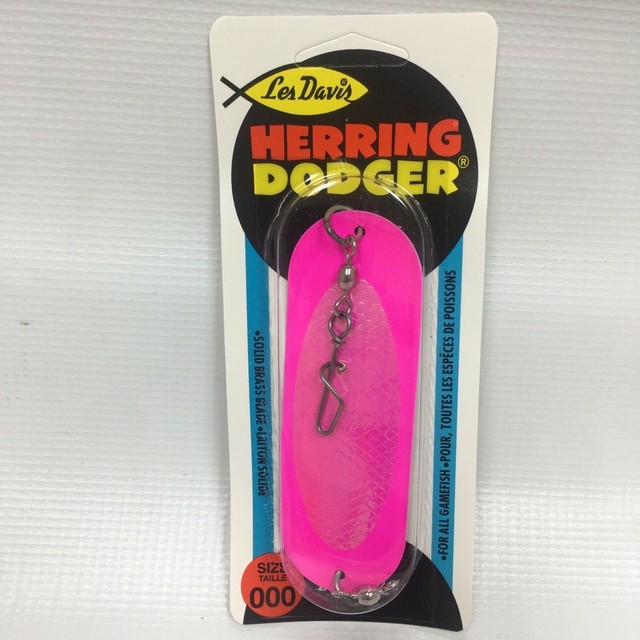 Les Davis®
HERRING®
DODGER®
•SOLID BRASS BLADE•LAITON SOLIDE
•FOR ALL GAMEFISH•POUR, TOUTES LES ESPÈCES DE POISSONS
SIZE
TAILLE
000